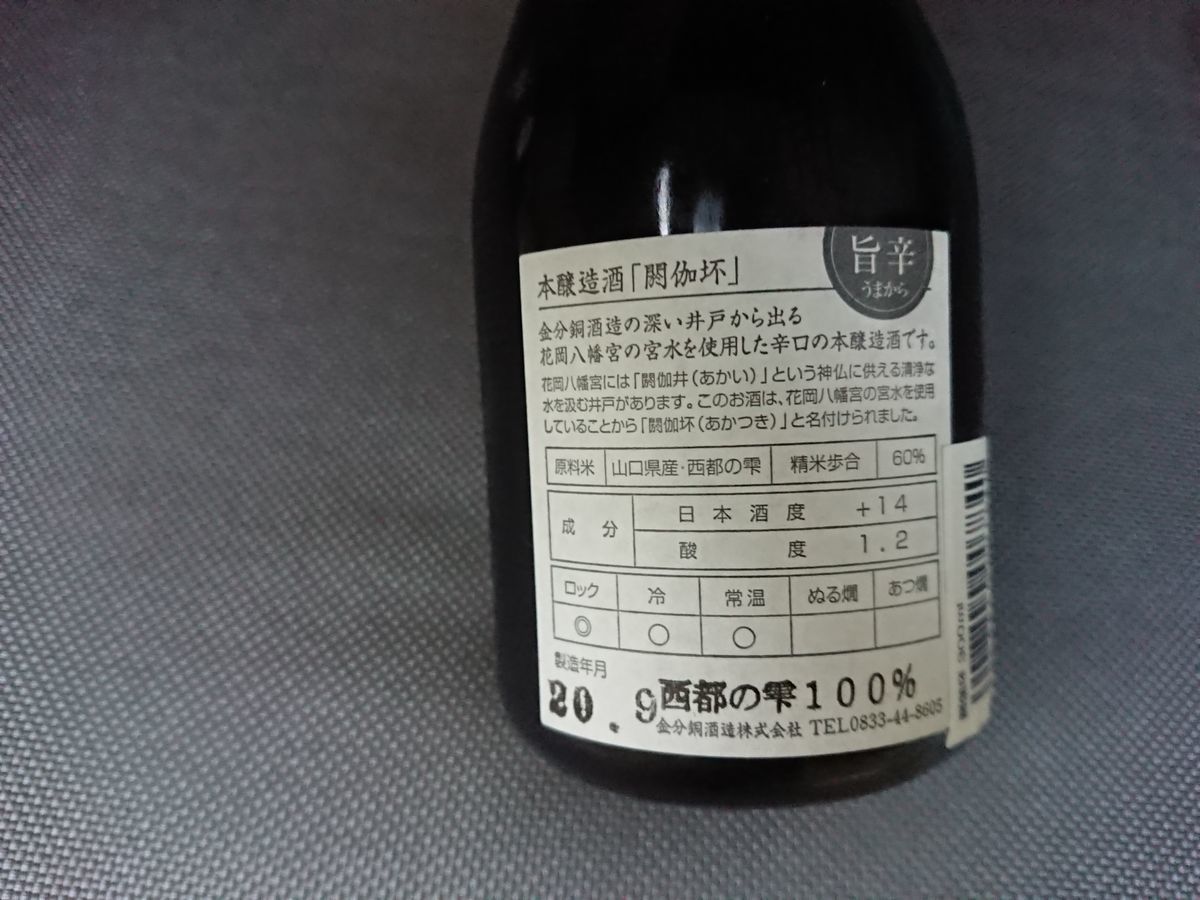 旨辛
うまから
本醸造酒「閼伽坏」
金分銅酒造の深い井戸から出る
花岡八幡宮の宮水を使用した辛口の本醸造酒です。
花岡八幡宮には「閼伽井（あかい）」という神仏に供える清浄な
水を汲む井戸があります。このお酒は、花岡八幡宮の宮水を使用
していることから「閼伽坏（あかつき）」と名付けられました。
原料米 山口県産・西都の雫 精米歩合 60%
成分 日本酒度 +14
酸度 1.2
ロック 冷 常温 ぬる燗 あつ燗
◎ ○ ○
製造年月
20.9 西都の雫100%
金分銅酒造株式会社 TEL0833-44-8605